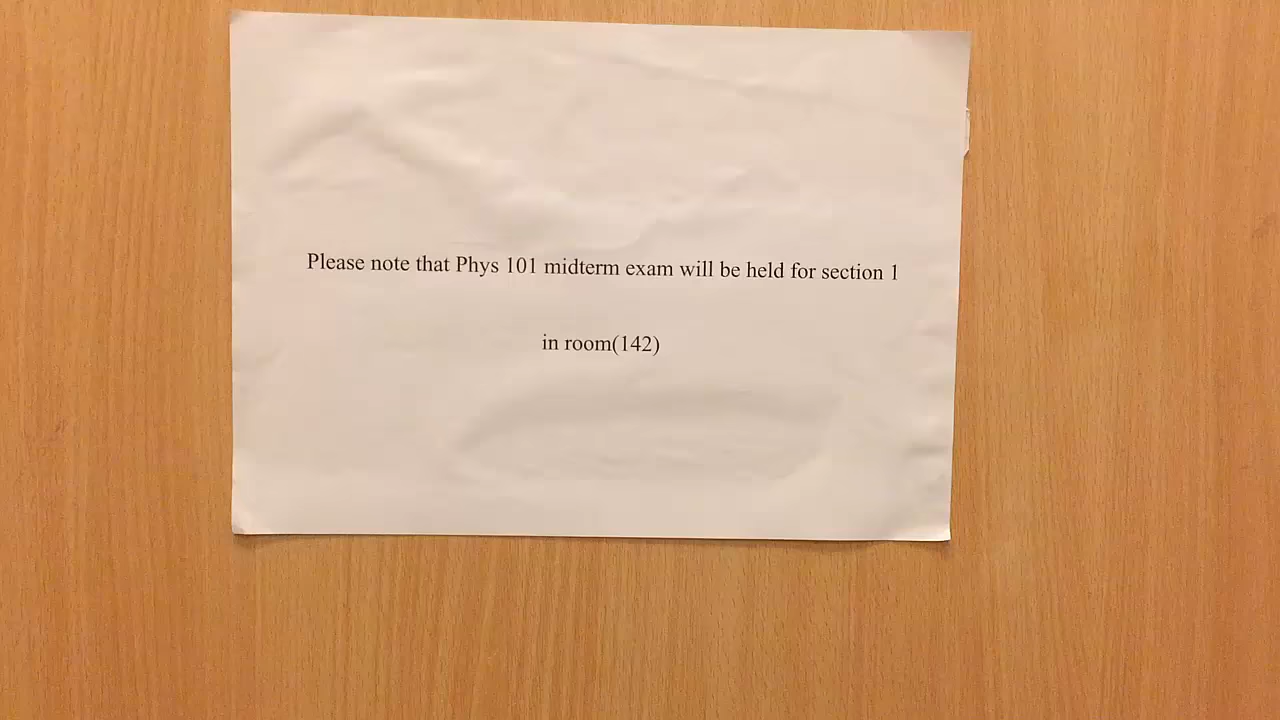 Please note that Phys 101 midterm exam will be held for section 1
in room(142)